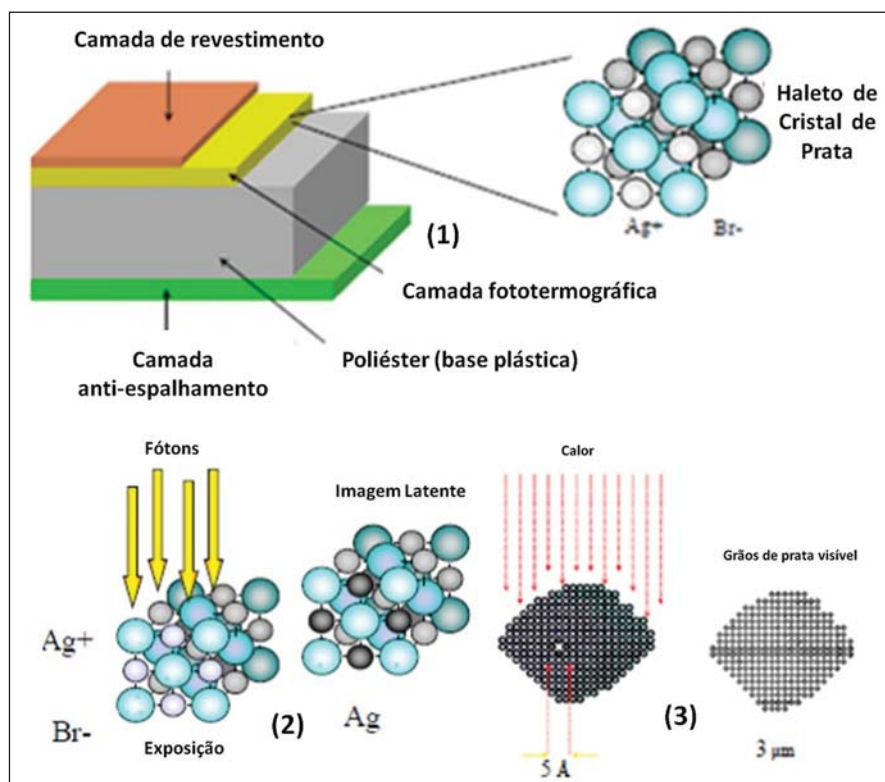 Camada de revestimento
Haleto de
Cristal de
Prata
Ag+ Br-
(1)
Camada fototermográfica
Camada
anti-espalhamento
Poliéster (base plástica)
Fótons
Imagem Latente
Calor
Grãos de prata visível
Ag+
Br-
Exposição
(2)
Ag
(3)
5 Å
3 µm